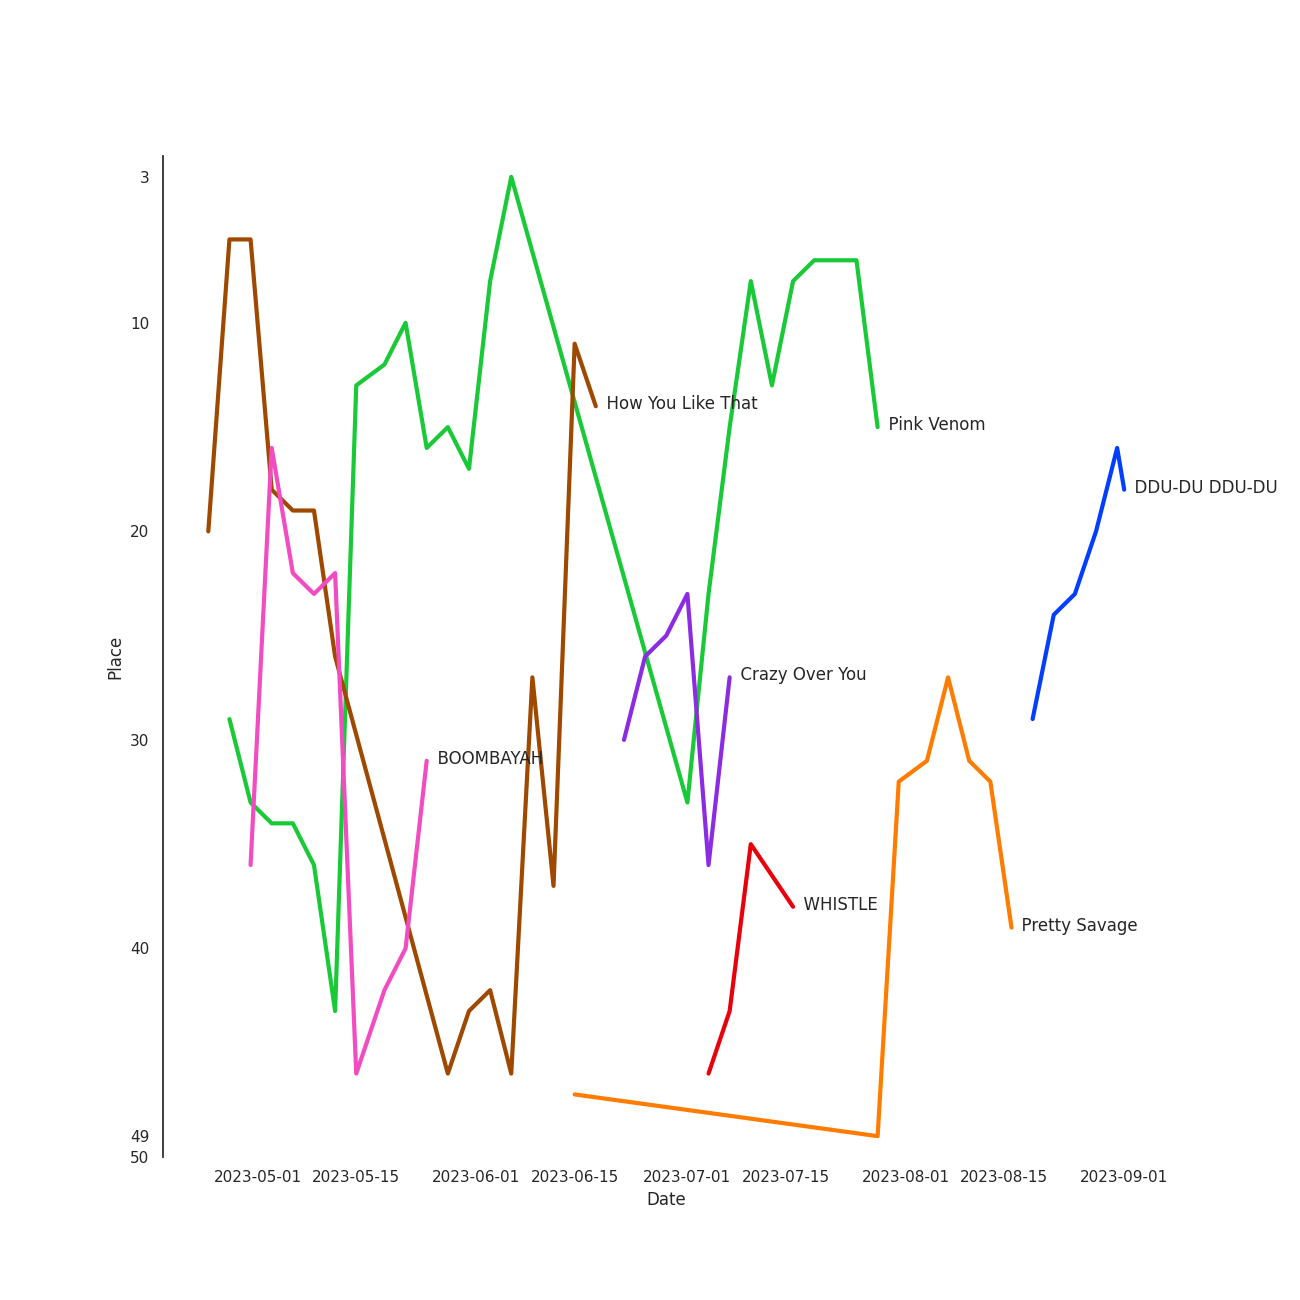 3
10
How You Like That
Pink Venom
DDU-DU DDU-DU
20
Place
Crazy Over You
30
BOOMBAYAH
WHISTLE
Pretty Savage
40
49
50
2023-05-01 2023-05-15 2023-06-01 2023-06-15 2023-07-01 2023-07-15 2023-08-01 2023-08-15 2023-09-01
Date